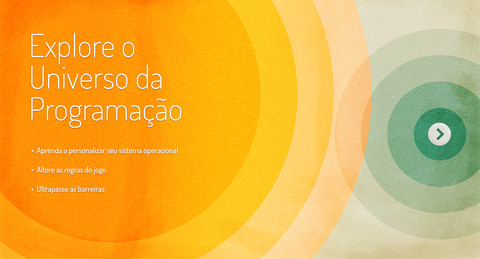 Explore o
Universo da
Programação
• Aprenda a personalizar seu sistema operacional
• Altere as regras do jogo
• Ultrapasse as barreiras